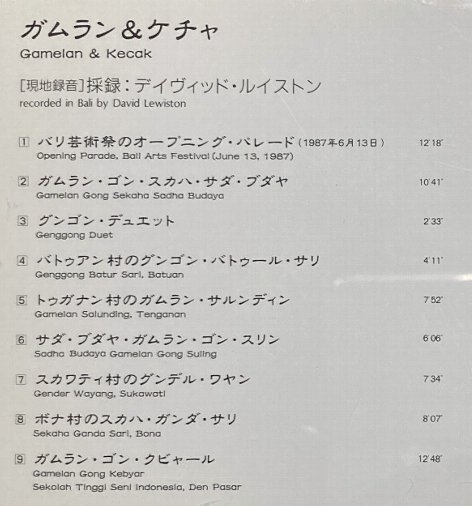 ガムラン＆ケチャ
Gamelan & Kecak
［現地録音］採録：デイヴィッド・ルイストン
recorded in Bali by David Lewiston
1 バリ芸術祭のオープニング・パレード（1987年6月13日） 12'18"
Opening Parade, Bali Arts Festival (June 13, 1987)
2 ガムラン・ゴン・スカハ・サダ・ブダヤ 10'41"
Gamelan Gong Sekaha Sadha Budaya
3 グンゴン・デュエット 2'33"
Genggong Duet
4 バトゥアン村のグンゴン・バトゥール・サリ 4'11"
Genggong Batur Sari, Batuan
5 トゥガナン村のガムラン・サルンディン 7'52"
Gamelan Salunding, Tenganan
6 サダ・ブダヤ・ガムラン・ゴン・スリン 6'06"
Sadha Budaya Gamelan Gong Suling
7 スカワティ村のグンデル・ワヤン 7'34"
Gender Wayang, Sukawati
8 ボナ村のスカハ・ガンダ・サリ 8'07"
Sekaha Ganda Sari, Bona
9 ガムラン・ゴン・クビャール 12'48"
Gamelan Gong Kebyar
Sekolah Tinggi Seni Indonesia, Den Pasar